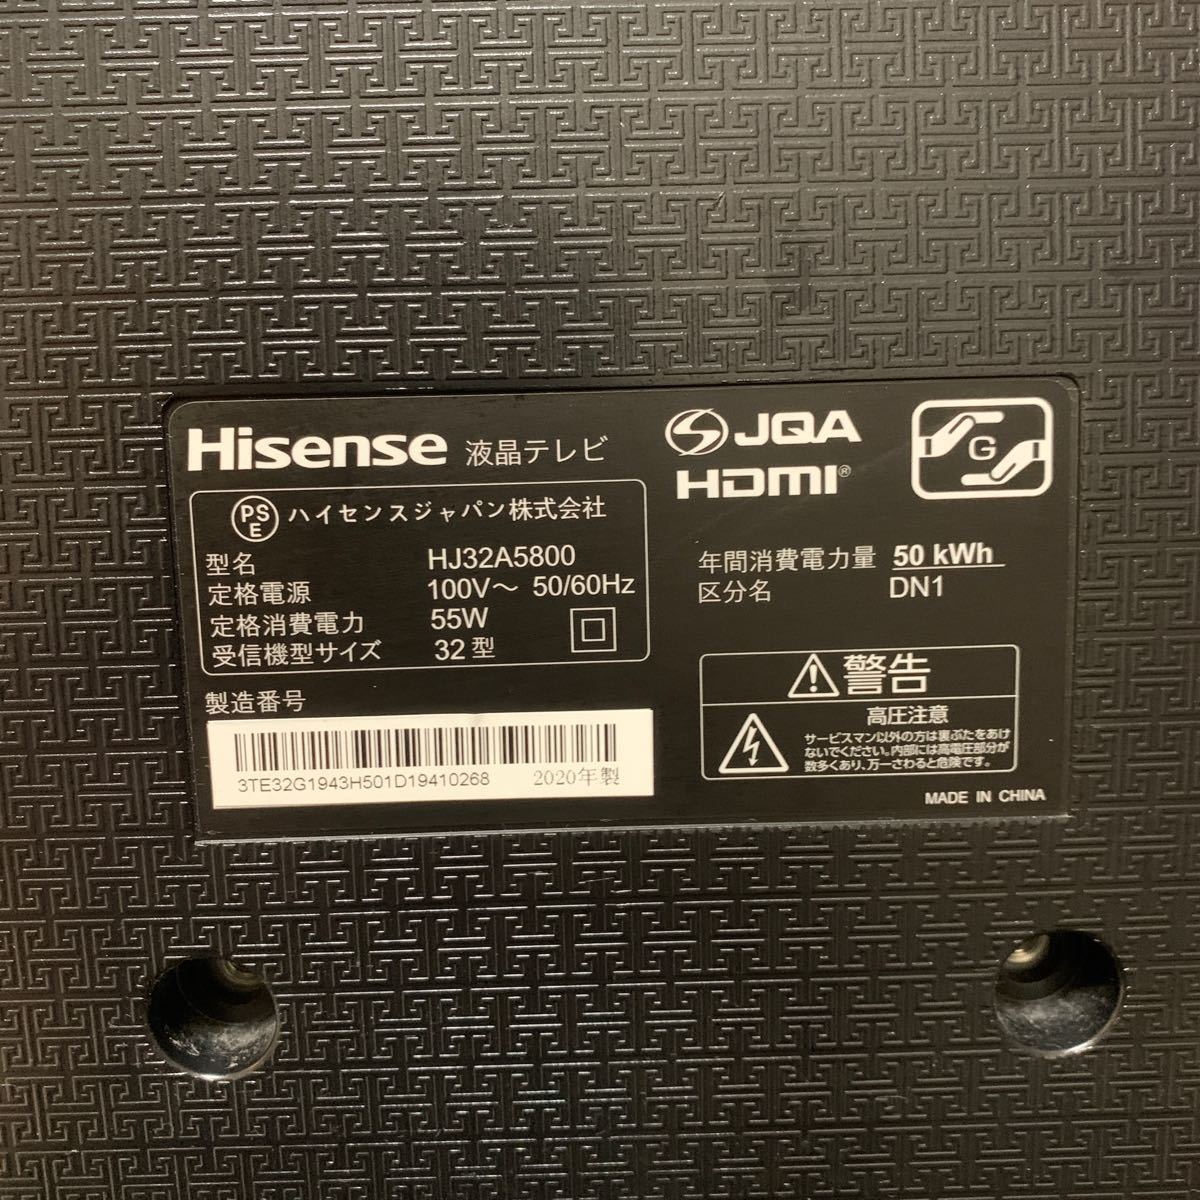 Hisense 液晶テレビ
PSE ハイセンスジャパン株式会社
型名 HJ32A5800
定格電源 100V～ 50/60Hz
定格消費電力 55W
受信機型サイズ 32型
製造番号
3TE32G1943H501D19410268 2020年製
S JQA
HDMI®
G
年間消費電力量 50 kWh
区分名 DN1
警告
高圧注意
サービスマン以外の方は裏ぶたをあけ
ないでください。内部には高電圧部分が
数多くあり、万一さわると危険です。
MADE IN CHINA